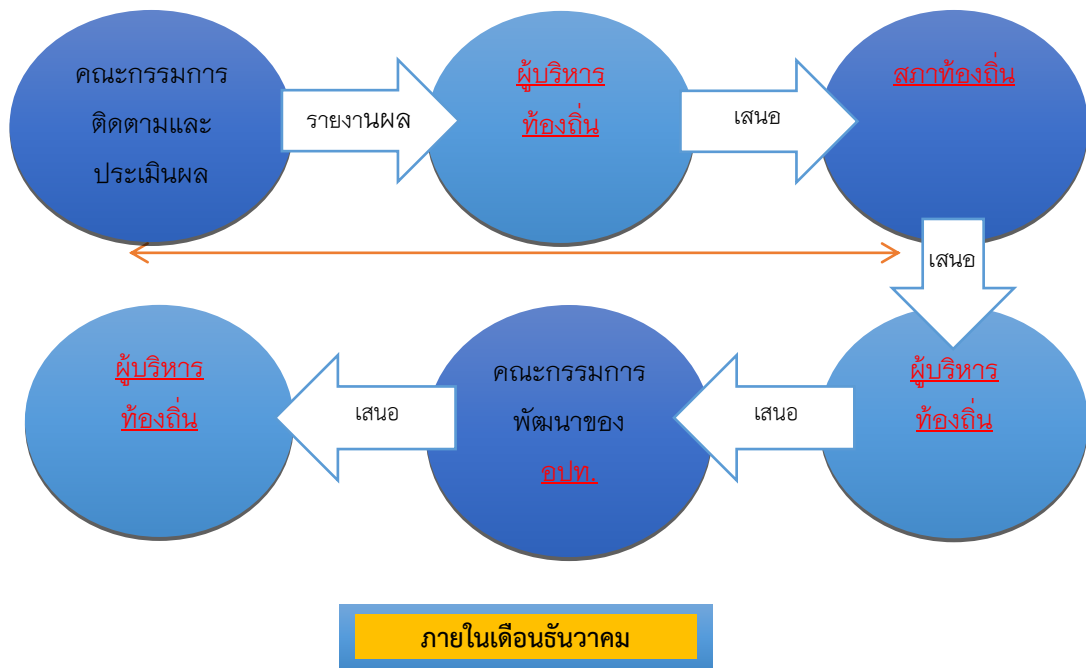 คณะกรรมการ
ติดตามและ
ประเมินผล
รายงานผล
ผู้บริหาร
ท้องถิ่น
เสนอ
สภาท้องถิ่น
เสนอ
ผู้บริหาร
ท้องถิ่น
เสนอ
คณะกรรมการ
พัฒนาของ
อปท.
เสนอ
ผู้บริหาร
ท้องถิ่น
ภายในเดือนธันวาคม